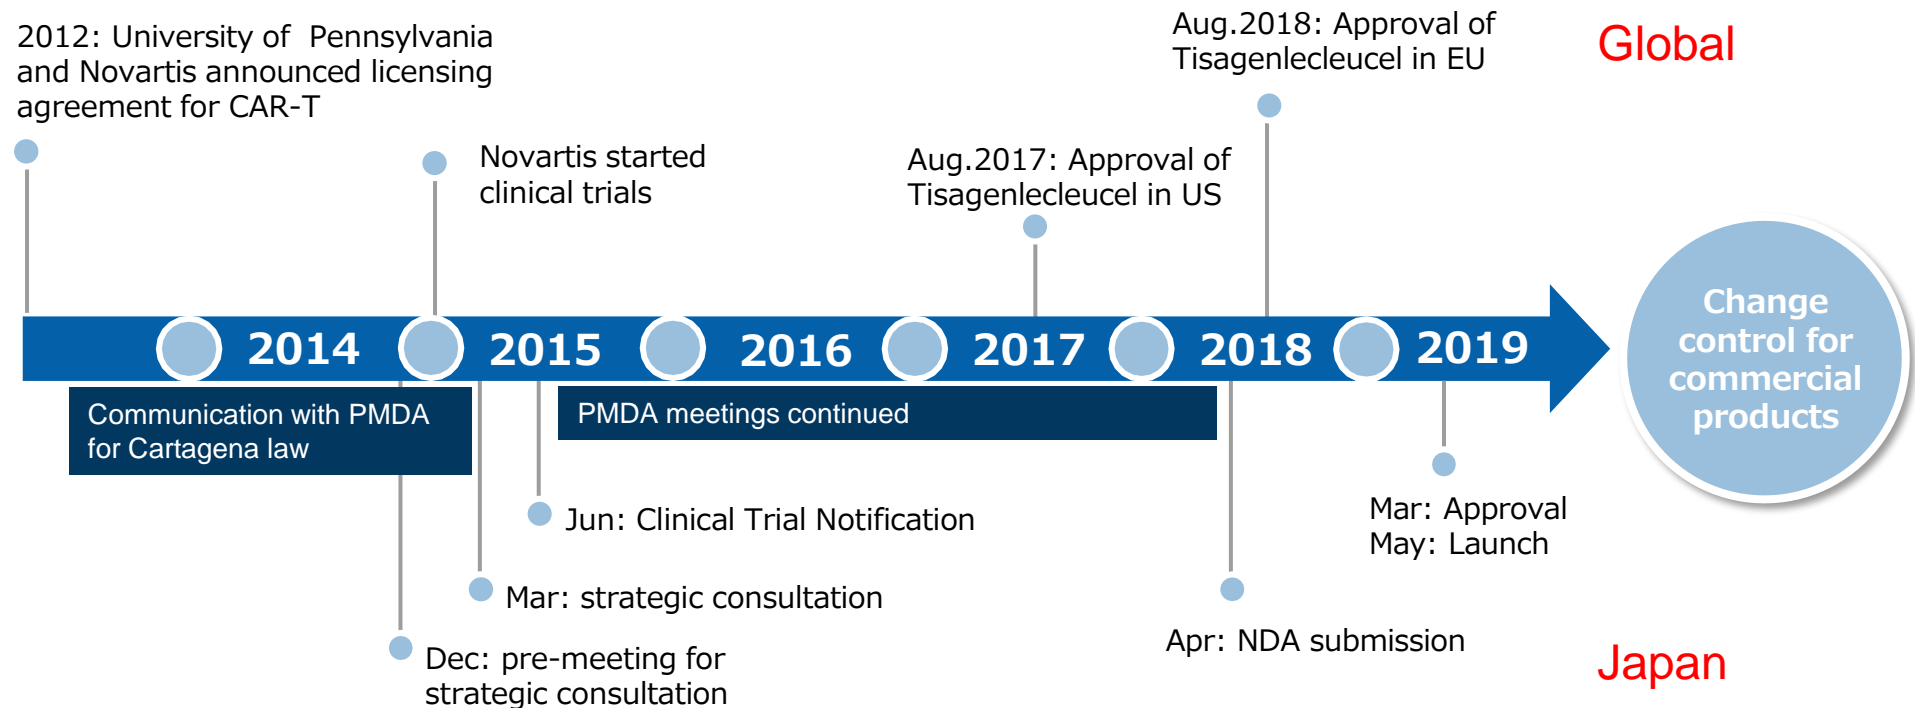 2012: University of  Pennsylvania
and Novartis announced licensing
agreement for CAR-T
Novartis started
clinical trials
Aug.2017: Approval of
Tisagenlecleucel in US
Aug.2018: Approval of
Tisagenlecleucel in EU
Global
2014
2015
2016
2017
2018
2019
Change
control for
commercial
products
Communication with PMDA
for Cartagena law
PMDA meetings continued
Jun: Clinical Trial Notification
Mar: strategic consultation
Dec: pre-meeting for
strategic consultation
Apr: NDA submission
Mar: Approval
May: Launch
Japan